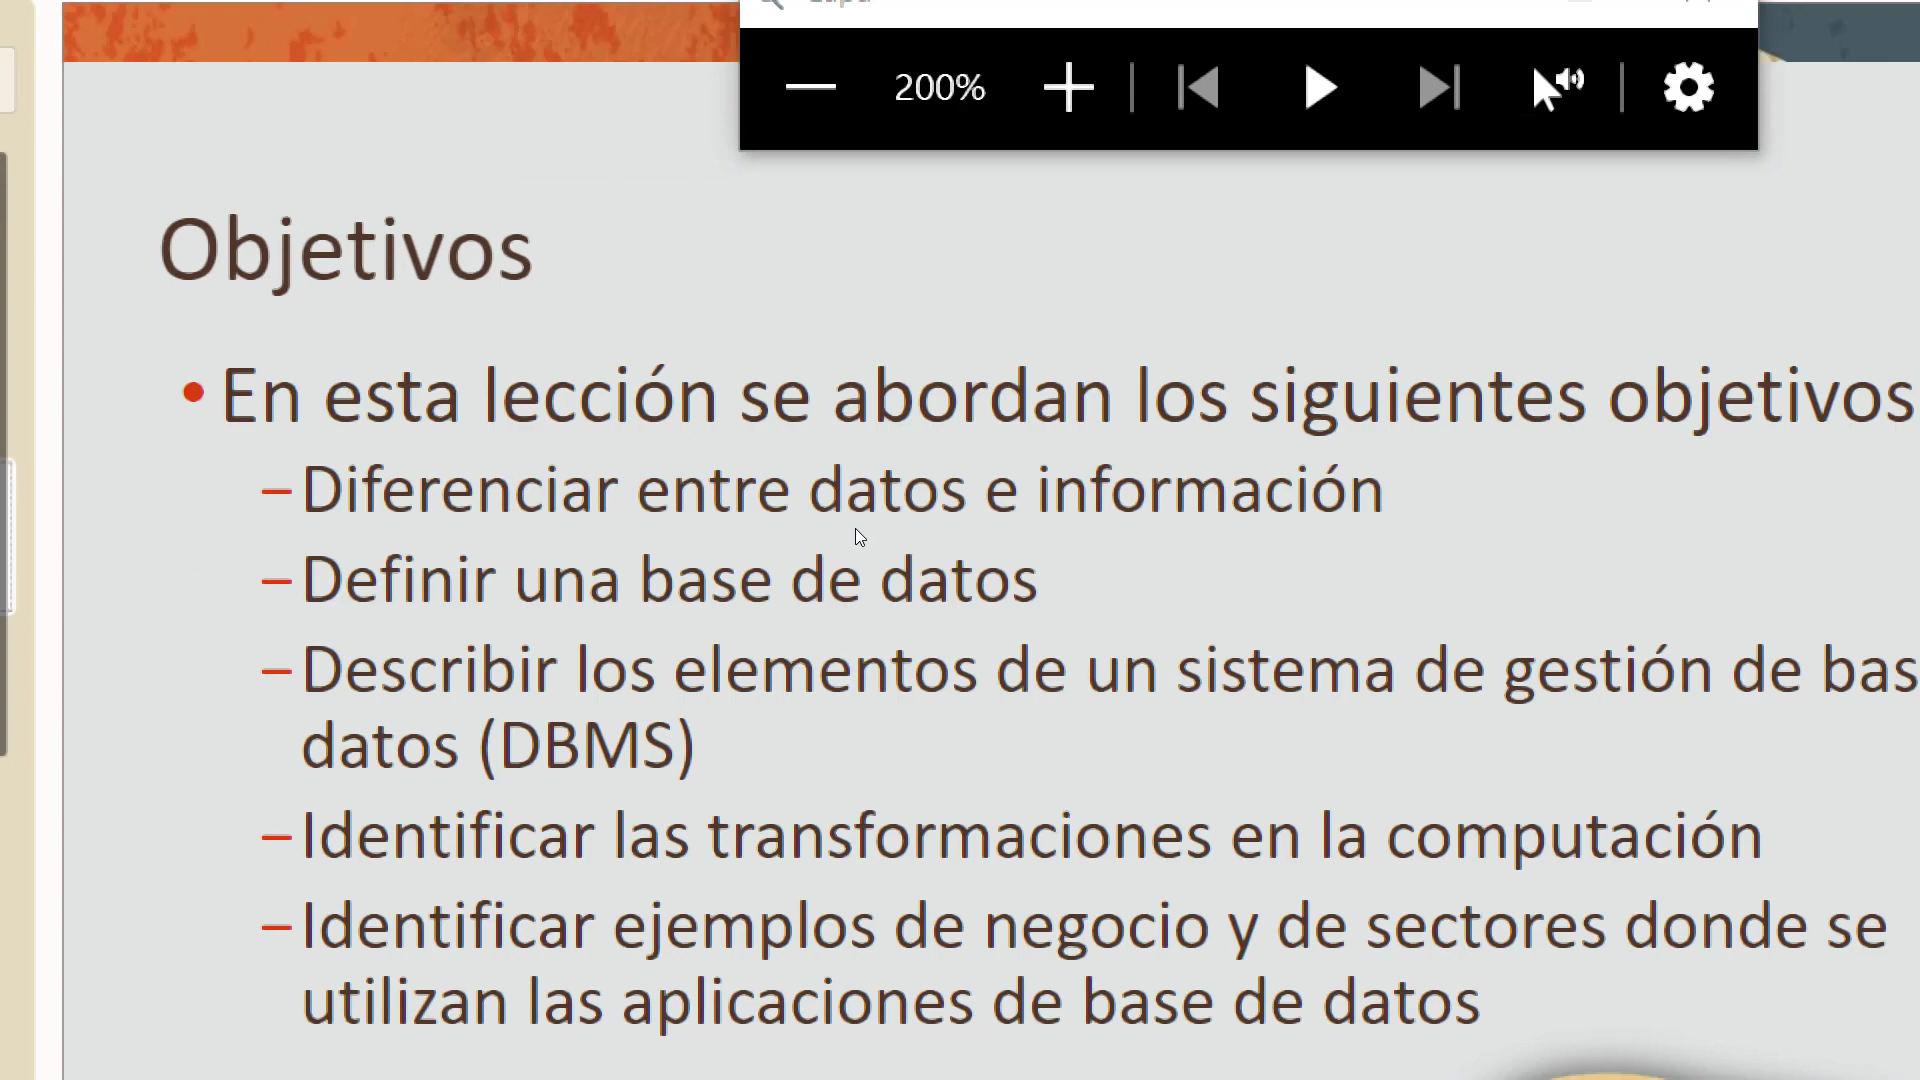 200%
Objetivos
• En esta lección se abordan los siguientes objetivos
– Diferenciar entre datos e información
– Definir una base de datos
– Describir los elementos de un sistema de gestión de bas
datos (DBMS)
– Identificar las transformaciones en la computación
– Identificar ejemplos de negocio y de sectores donde se
utilizan las aplicaciones de base de datos